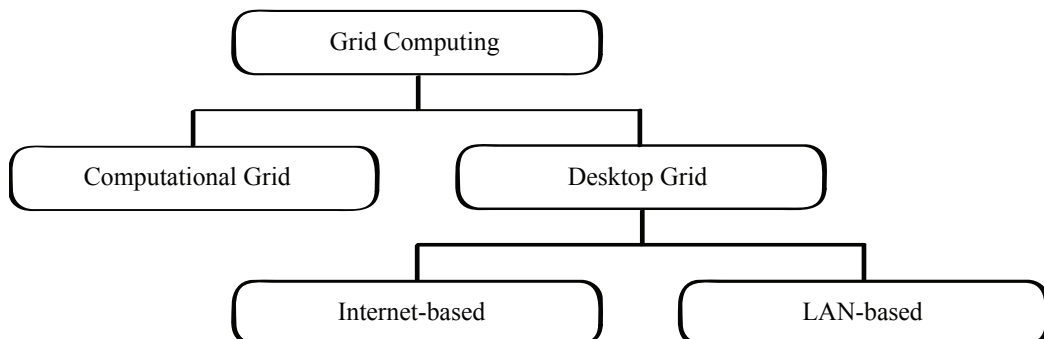 Grid Computing
Computational Grid
Desktop Grid
Internet-based
LAN-based